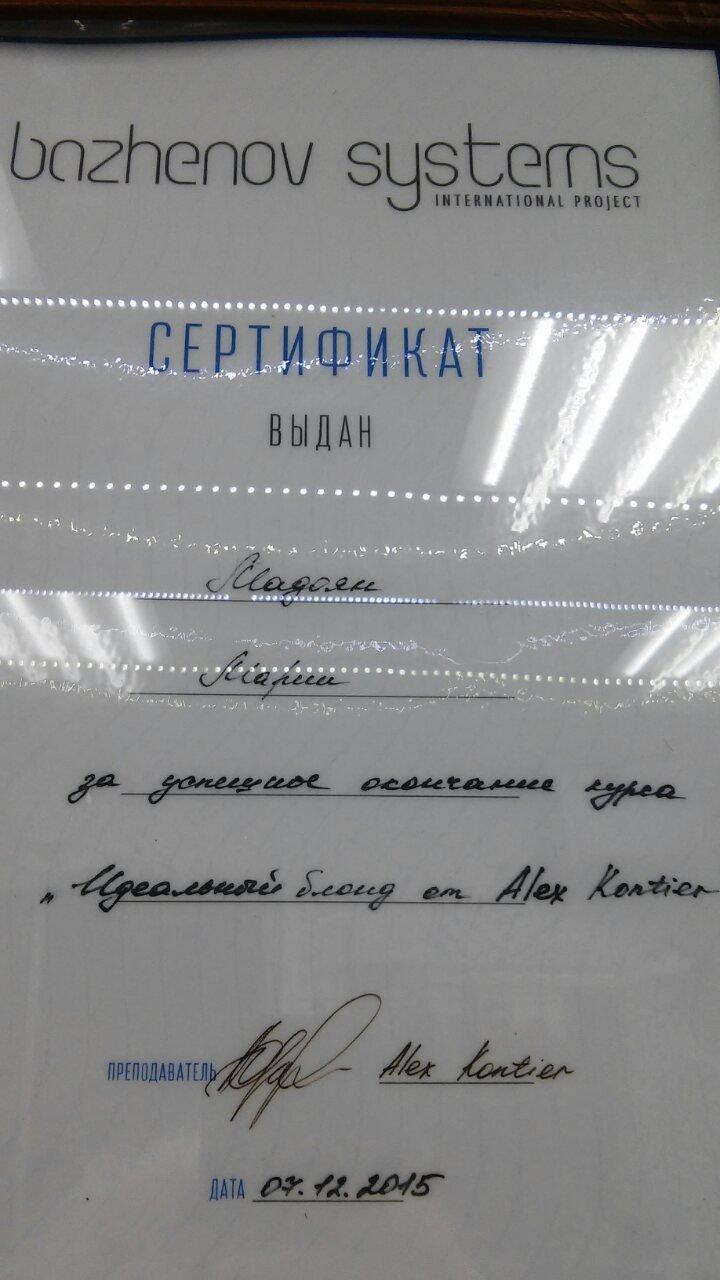 bazhenov systems
INTERNATIONAL PROJECT
СЕРТИФИКАТ
ВЫДАН
Мадоян
Марии
за успешное окончание курса
„Идеальный блонд от Alex Kontier
ПРЕПОДАВАТЕЛЬ Alex Kontier
ДАТА 07.12.2015